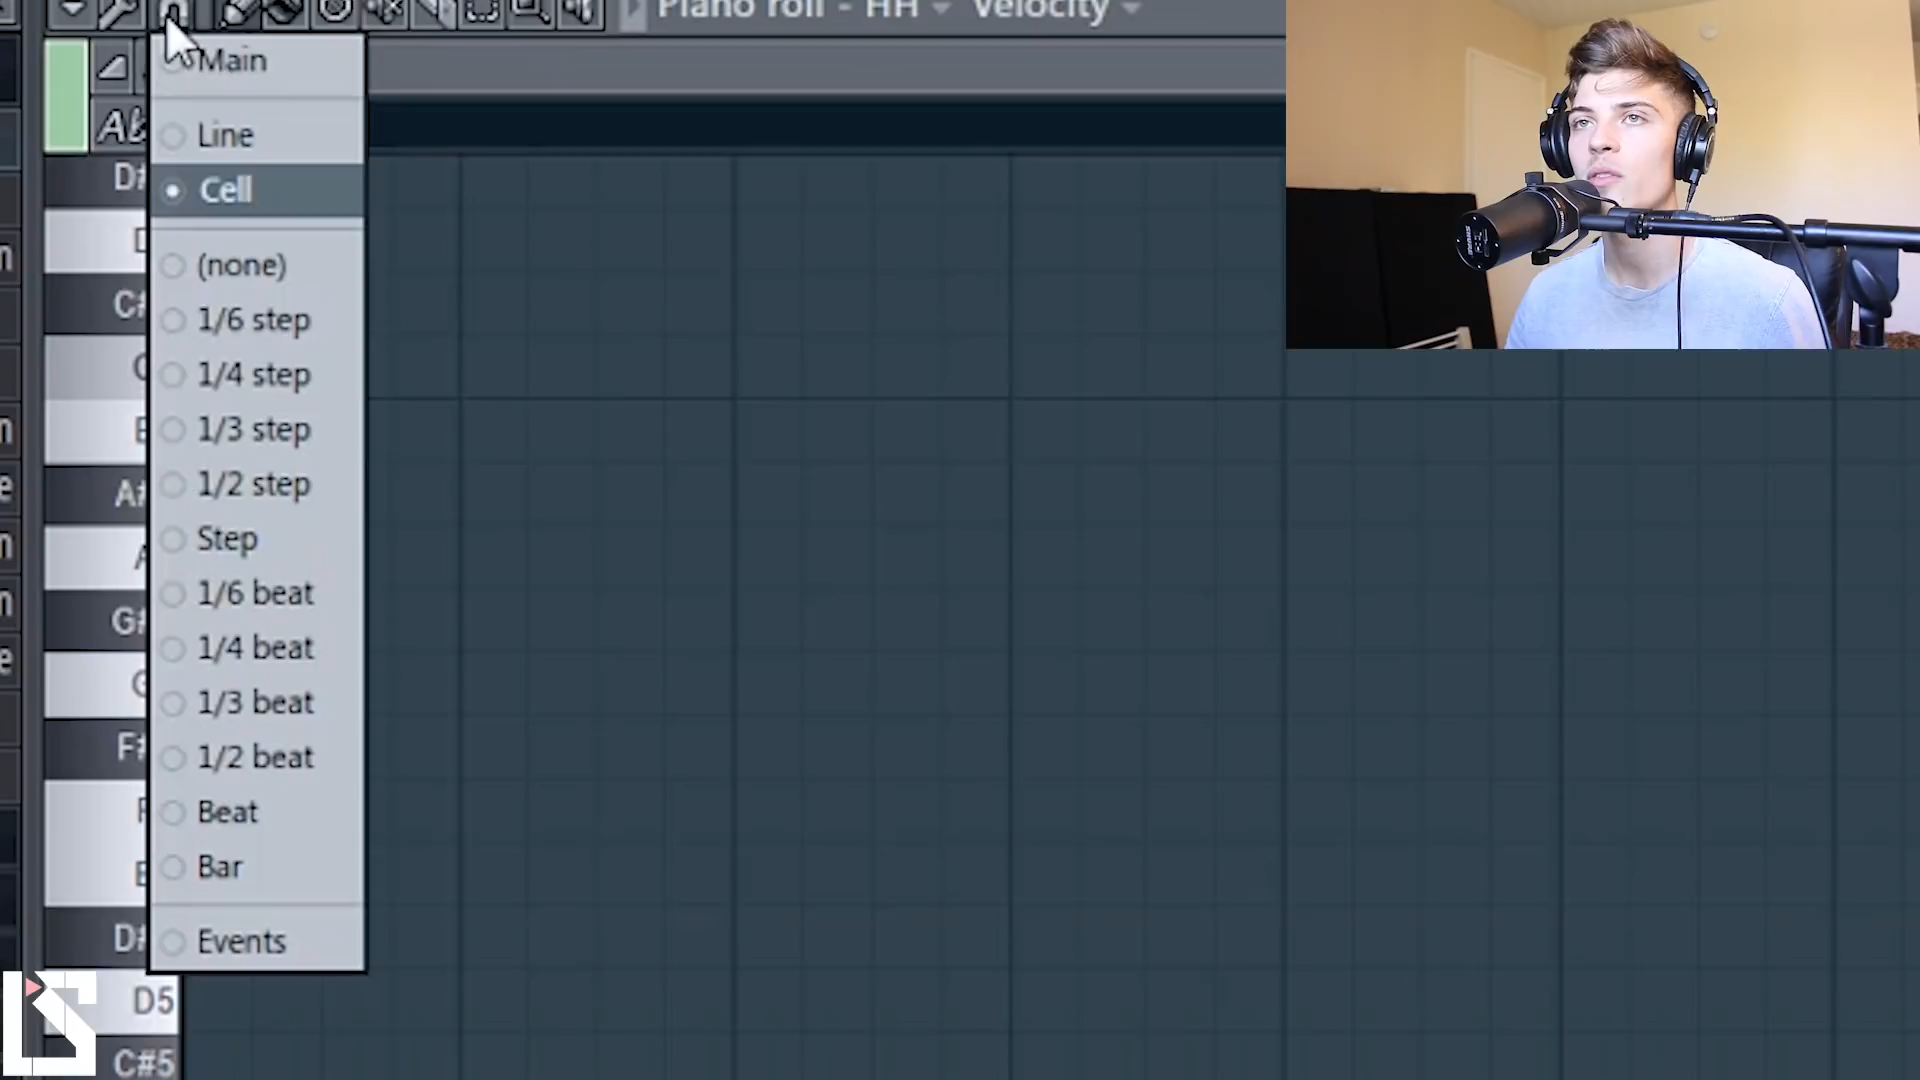 Piano roll - HH Velocity
Main
Line
Cell
(none)
1/6 step
1/4 step
1/3 step
1/2 step
Step
1/6 beat
1/4 beat
1/3 beat
1/2 beat
Beat
Bar
Events
D#
C#
A#
G#
F#
D#
D5
C#5
SHURE